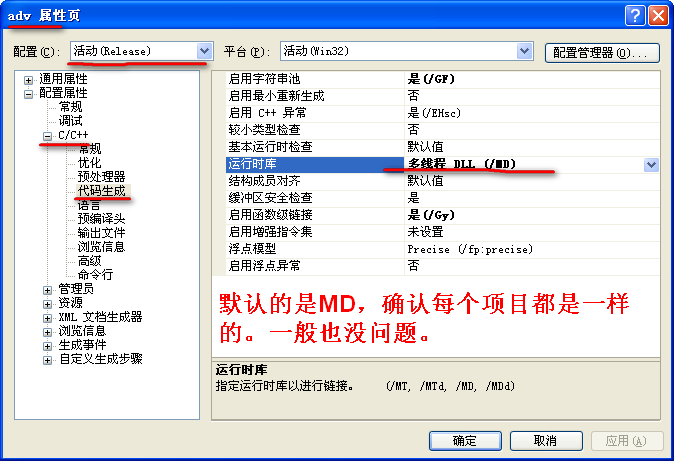 adv 属性页
配置(C): 活动(Release) 平台(P): 活动(Win32) 配置管理器(O)...
通用属性
配置属性
常规
调试
C/C++
常规
优化
预处理器
代码生成
语言
预编译头
输出文件
浏览信息
高级
命令行
管理员
资源
XML 文档生成器
浏览信息
生成事件
自定义生成步骤
启用字符串池 是(/GF)
启用最小重新生成 否
启用 C++ 异常 是(/EHsc)
较小类型检查 否
基本运行时检查 默认值
运行时库 多线程 DLL (/MD)
结构成员对齐 默认值
缓冲区安全检查 是
启用函数级链接 是(/Gy)
启用增强指令集 未设置
浮点模型 Precise (/fp:precise)
启用浮点异常 否
默认的是MD，确认每个项目都是一样
的。一般也没问题。
运行时库
指定运行时库以进行链接。 (/MT, /MTd, /MD, /MDd)
确定 取消 应用(A)